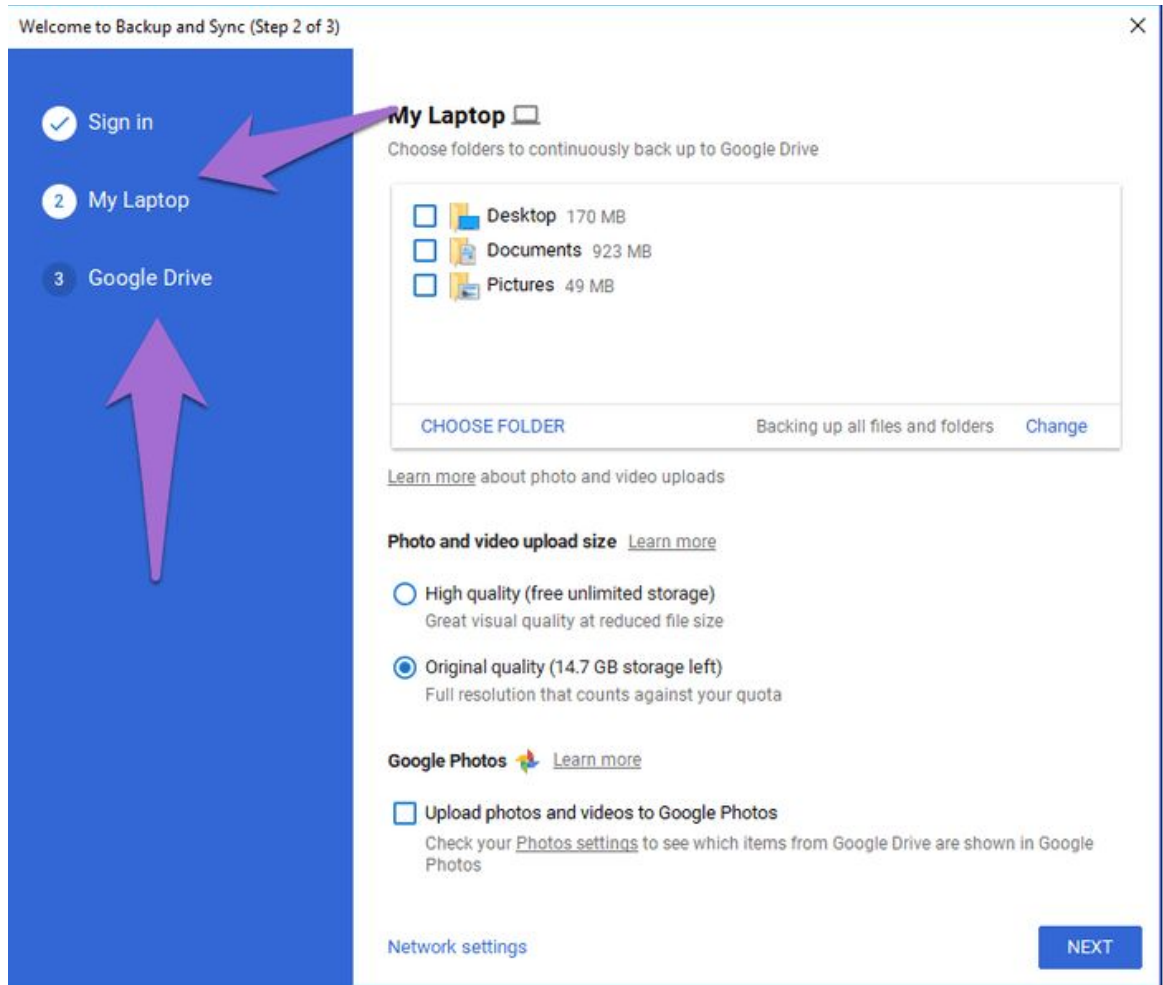 Welcome to Backup and Sync (Step 2 of 3)
Sign in
2 My Laptop
3 Google Drive
My Laptop
Choose folders to continuously back up to Google Drive
Desktop 170 MB
Documents 923 MB
Pictures 49 MB
CHOOSE FOLDER Backing up all files and folders Change
Learn more about photo and video uploads
Photo and video upload size Learn more
High quality (free unlimited storage)
Great visual quality at reduced file size
Original quality (14.7 GB storage left)
Full resolution that counts against your quota
Google Photos Learn more
Upload photos and videos to Google Photos
Check your Photos settings to see which items from Google Drive are shown in Google
Photos
Network settings NEXT